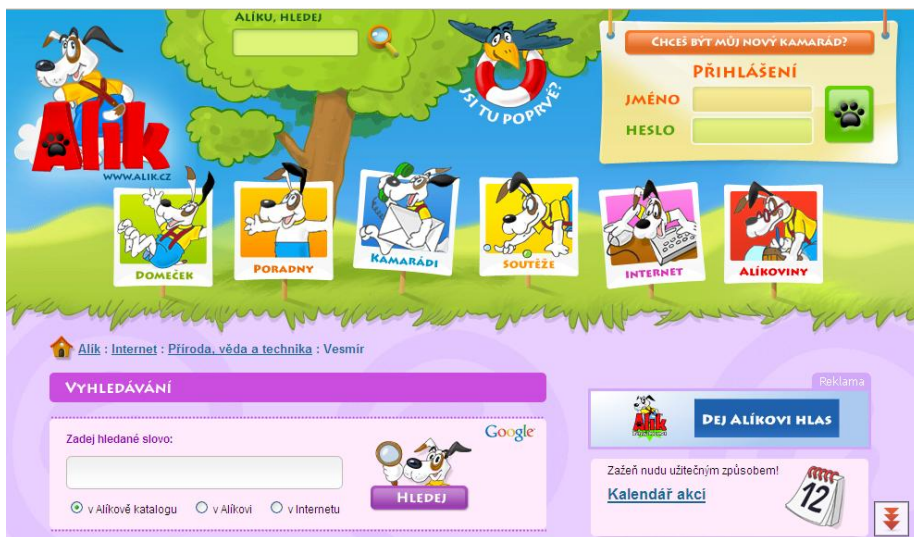 ALÍKU, HLEDEJ
CHCEŠ BÝT MŮJ NOVÝ KAMARÁD?
PŘIHLÁŠENÍ
JMÉNO
HESLO
JSI TU POPRVÉ?
Alík
WWW.ALIK.CZ
DOMEČEK
PORADNY
KAMARÁDI
SOUTĚŽE
INTERNET
ALÍKOVINY
Alík : Internet : Příroda, věda a technika : Vesmír
VYHLEDÁVÁNÍ
Reklama
Zadej hledané slovo:
Google
HLEDEJ
v Alíkově katalogu v Alíkovi v Internetu
Alík
DEJ ALÍKOVI HLAS
Zažeň nudu užitečným způsobem!
Kalendář akcí
12